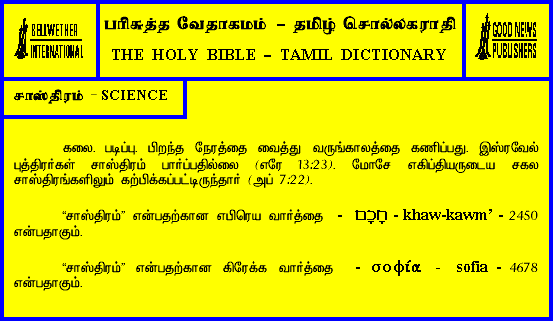 BELLWETHER
INTERNATIONAL
பரிசுத்த வேதாகமம் – தமிழ் சொல்லகராதி
THE HOLY BIBLE – TAMIL DICTIONARY
GOOD NEWS
PUBLISHERS
சாஸ்திரம் – SCIENCE
கலை. படிப்பு. பிறந்த நேரத்தை வைத்து வருங்காலத்தை கணிப்பது. இஸ்ரவேல்
புத்திரர்கள் சாஸ்திரம் பார்ப்பதில்லை (எரே 13:23). மோசே எகிப்தியருடைய சகல
சாஸ்திரங்களிலும் கற்பிக்கப்பட்டிருந்தார் (அப் 7:22).
“சாஸ்திரம்” என்பதற்கான எபிரெய வார்த்தை - חָכָם - khaw-kawm’ - 2450
என்பதாகும்.
“சாஸ்திரம்” என்பதற்கான கிரேக்க வார்த்தை - σοφία - sofia - 4678
என்பதாகும்.